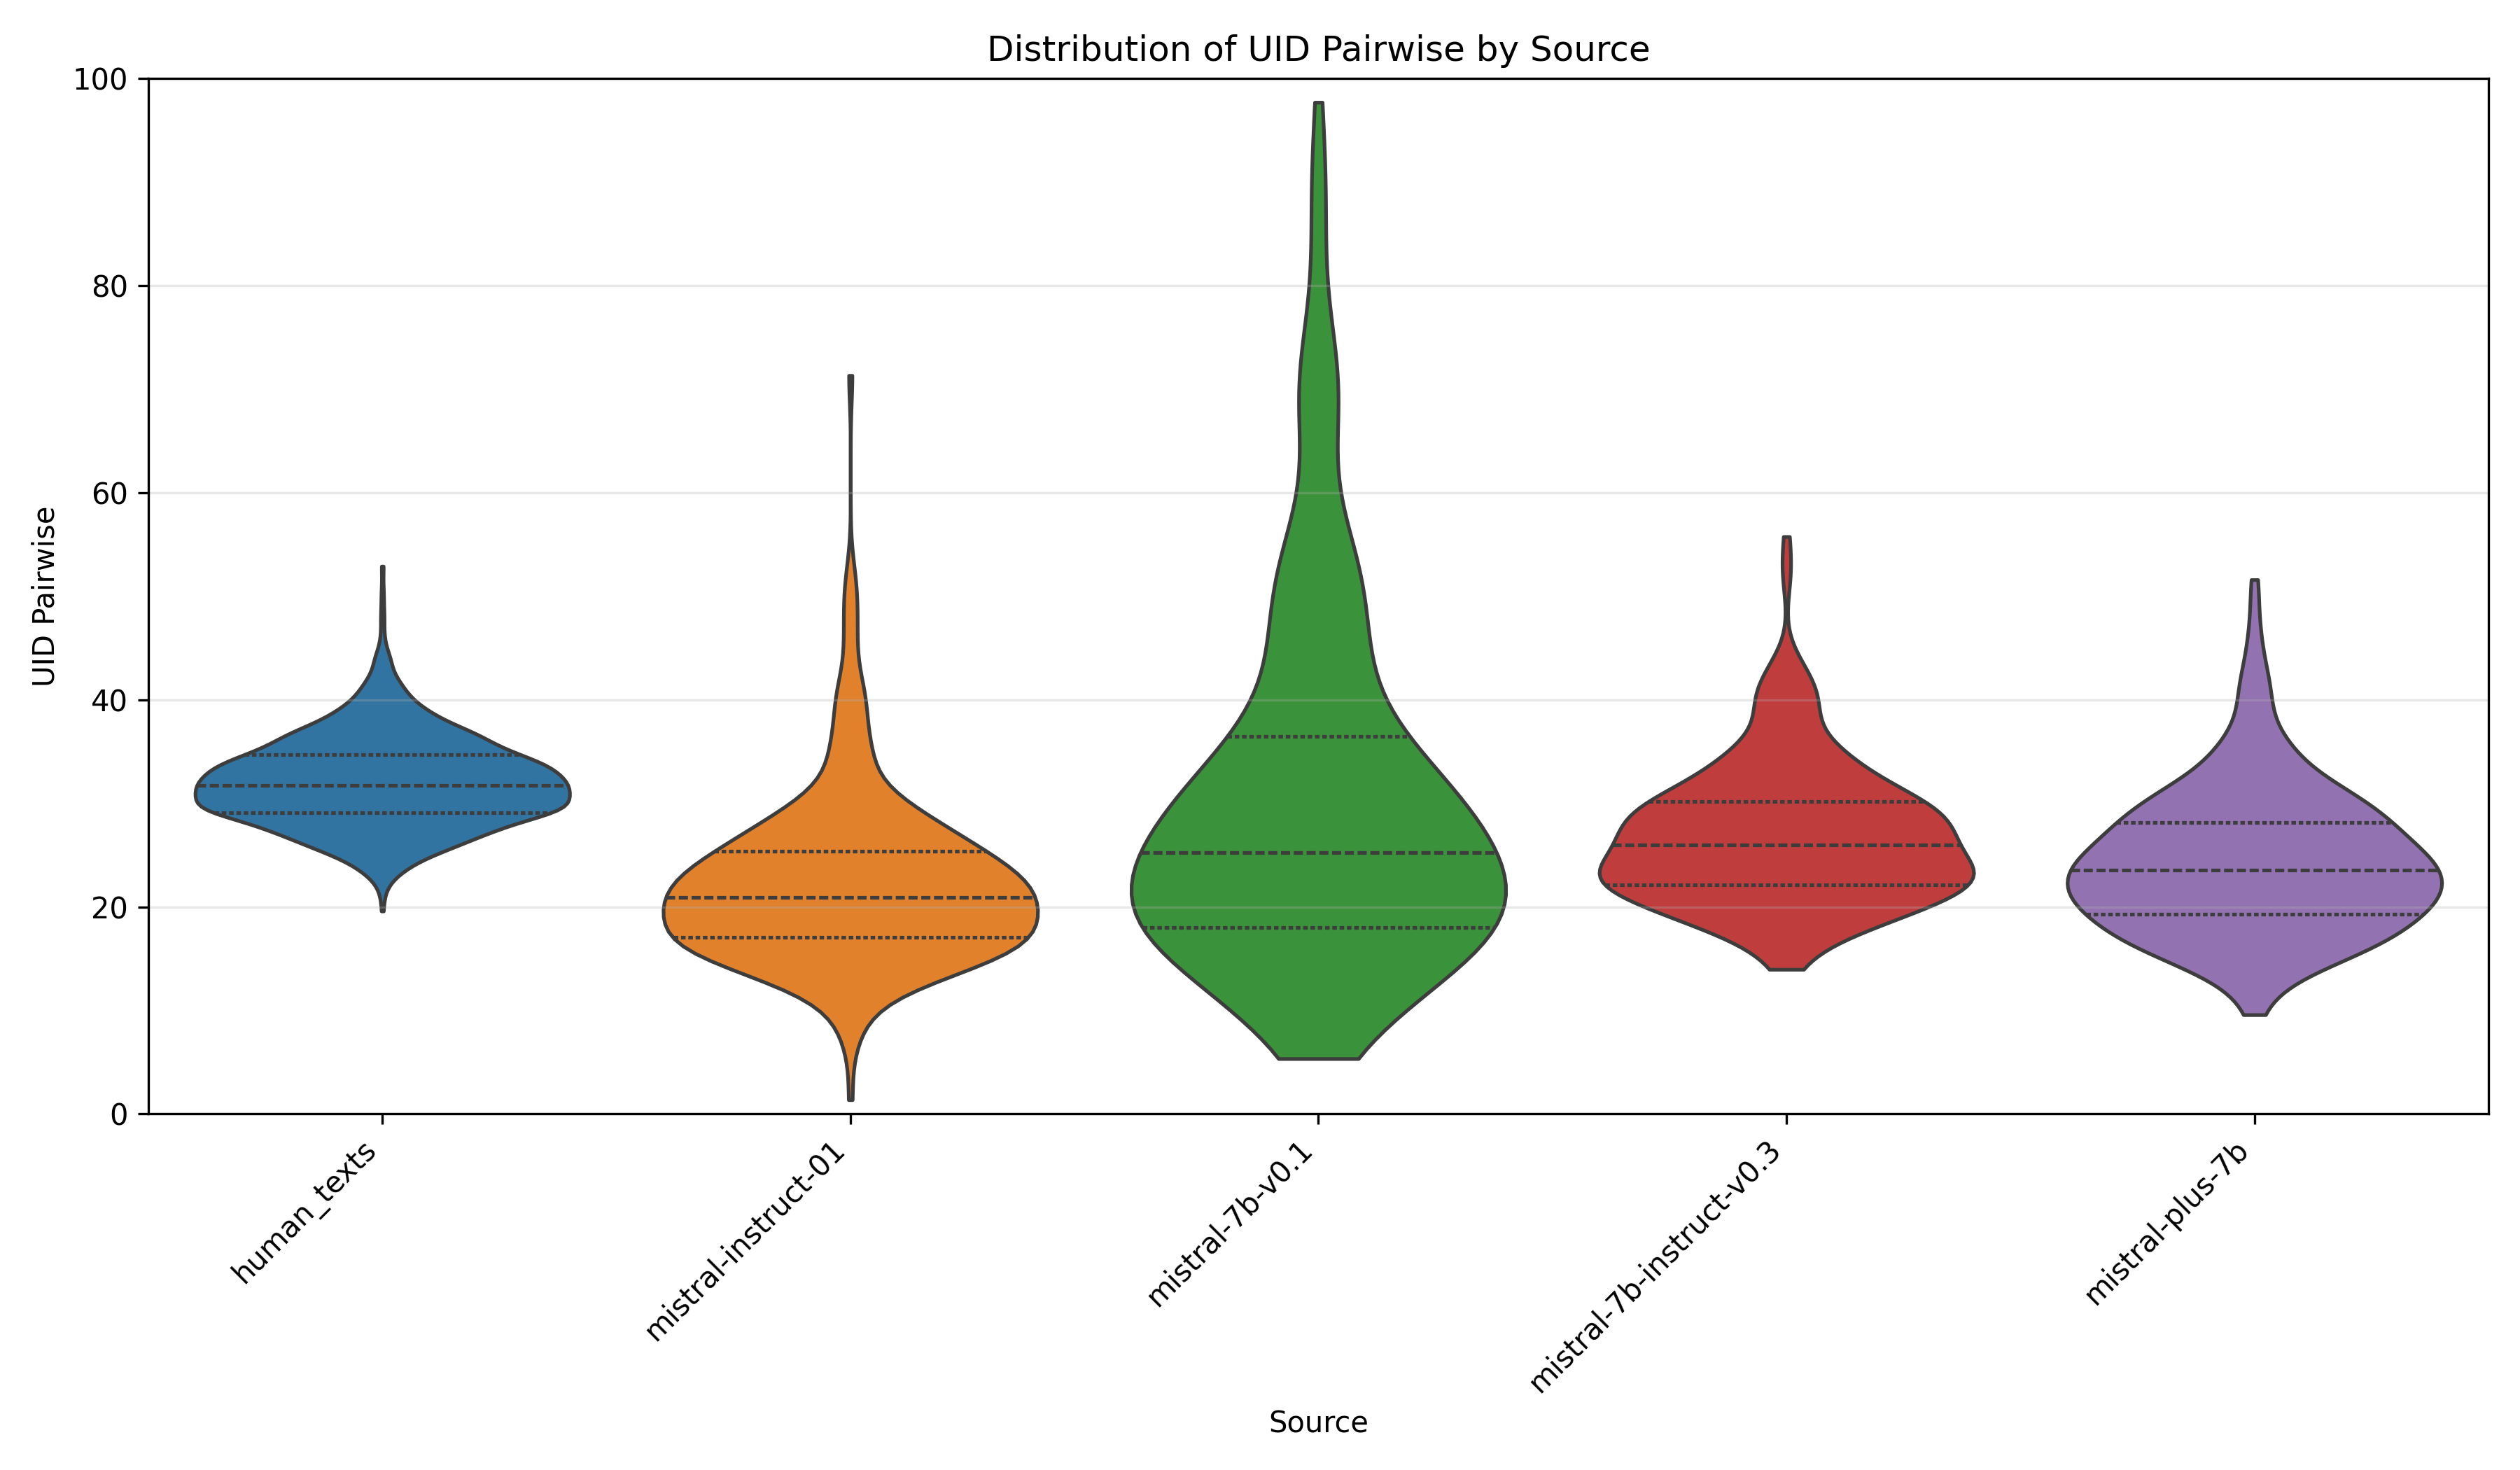 Distribution of UID Pairwise by Source
UID Pairwise
100
80
60
40
20
0
human_texts
mistral-instruct-01
mistral-7b-v0.1
mistral-7b-instruct-v0.3
mistral-plus-7b
Source